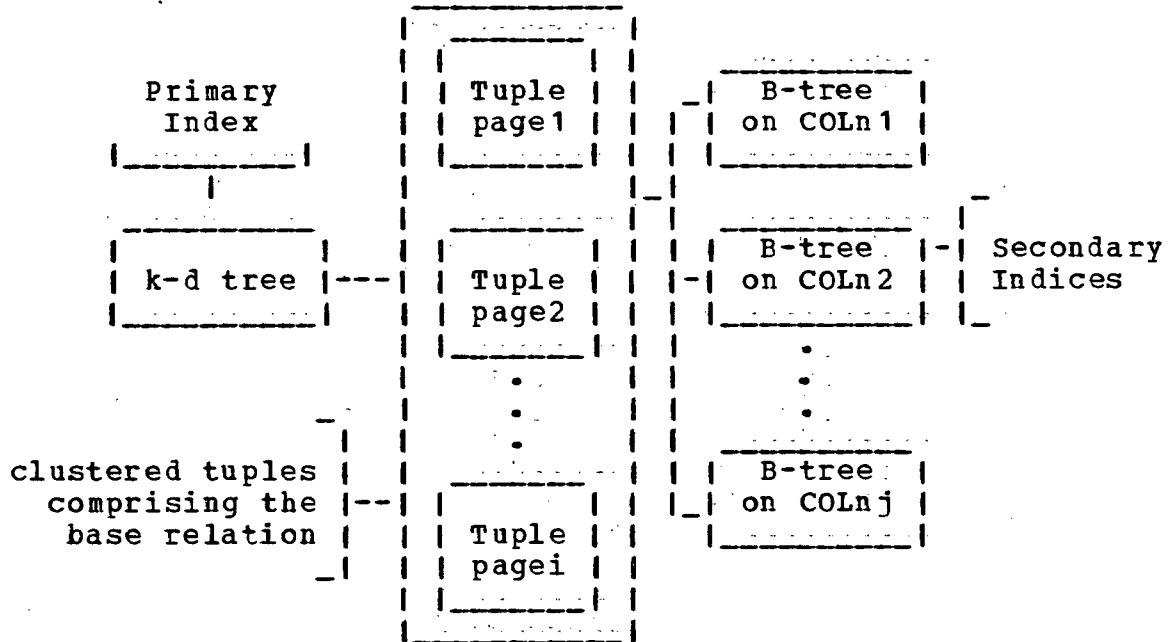 Primary
Index
k-d tree
clustered tuples
comprising the
base relation
Tuple
page1
Tuple
page2
Tuple
pagei
B-tree
on COLn1
B-tree
on COLn2
B-tree
on COLnj
Secondary
Indices